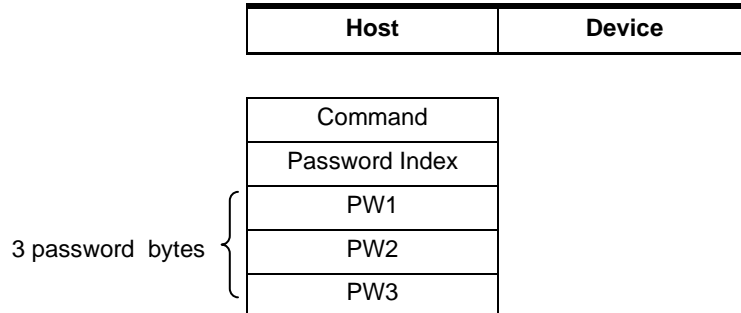 Host Device
Command
Password Index
PW1
3 password bytes PW2
PW3